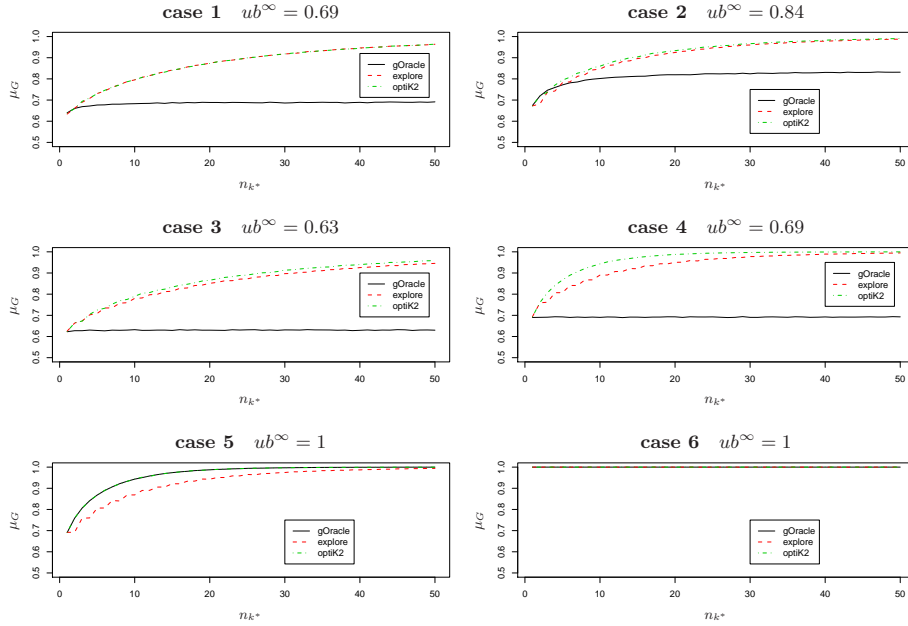 case 1 ub^∞ = 0.69
μ_G
1.0
0.9
0.8
0.7
0.6
0.5
gOracle
explore
optiK2
0 10 20 30 40 50
n_{k*}
case 2 ub^∞ = 0.84
μ_G
1.0
0.9
0.8
0.7
0.6
0.5
gOracle
explore
optiK2
0 10 20 30 40 50
n_{k*}
case 3 ub^∞ = 0.63
μ_G
1.0
0.9
0.8
0.7
0.6
0.5
gOracle
explore
optiK2
0 10 20 30 40 50
n_{k*}
case 4 ub^∞ = 0.69
μ_G
1.0
0.9
0.8
0.7
0.6
0.5
gOracle
explore
optiK2
0 10 20 30 40 50
n_{k*}
case 5 ub^∞ = 1
μ_G
1.0
0.9
0.8
0.7
0.6
0.5
gOracle
explore
optiK2
0 10 20 30 40 50
n_{k*}
case 6 ub^∞ = 1
μ_G
1.0
0.9
0.8
0.7
0.6
0.5
gOracle
explore
optiK2
0 10 20 30 40 50
n_{k*}